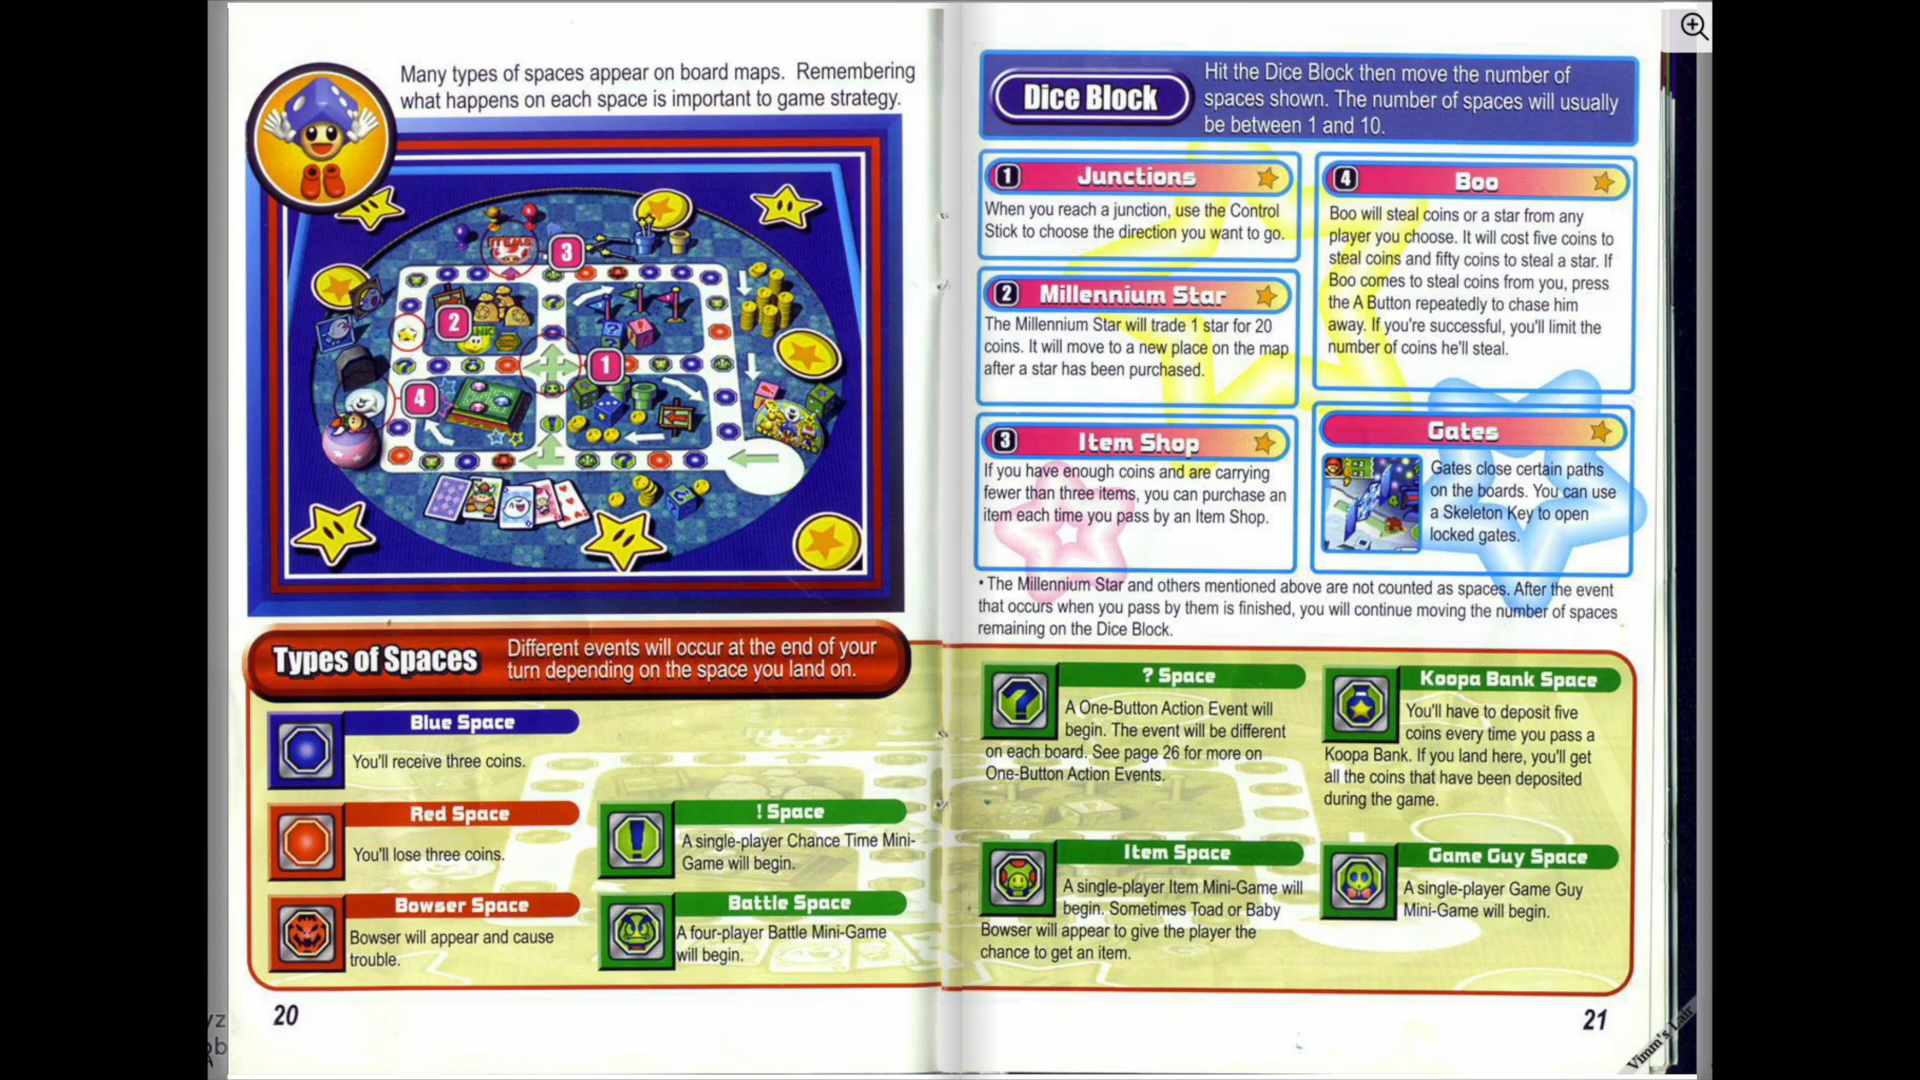 Many types of spaces appear on board maps. Remembering
what happens on each space is important to game strategy.
ITEMS
3
2
1
4
Types of Spaces
Different events will occur at the end of your
turn depending on the space you land on.
Blue Space
You'll receive three coins.
Red Space
You'll lose three coins.
Bowser Space
Bowser will appear and cause
trouble.
! Space
A single-player Chance Time Mini-
Game will begin.
Battle Space
A four-player Battle Mini-Game
will begin.
20
Dice Block
Hit the Dice Block then move the number of
spaces shown. The number of spaces will usually
be between 1 and 10.
1 Junctions
When you reach a junction, use the Control
Stick to choose the direction you want to go.
2 Millennium Star
The Millennium Star will trade 1 star for 20
coins. It will move to a new place on the map
after a star has been purchased.
3 Item Shop
If you have enough coins and are carrying
fewer than three items, you can purchase an
item each time you pass by an Item Shop.
4 Boo
Boo will steal coins or a star from any
player you choose. It will cost five coins to
steal coins and fifty coins to steal a star. If
Boo comes to steal coins from you, press
the A Button repeatedly to chase him
away. If you're successful, you'll limit the
number of coins he'll steal.
Gates
Gates close certain paths
on the boards. You can use
a Skeleton Key to open
locked gates.
• The Millennium Star and others mentioned above are not counted as spaces. After the event
that occurs when you pass by them is finished, you will continue moving the number of spaces
remaining on the Dice Block.
? Space
A One-Button Action Event will
begin. The event will be different
on each board. See page 26 for more on
One-Button Action Events.
Koopa Bank Space
You'll have to deposit five
coins every time you pass a
Koopa Bank. If you land here, you'll get
all the coins that have been deposited
during the game.
Item Space
A single-player Item Mini-Game will
begin. Sometimes Toad or Baby
Bowser will appear to give the player the
chance to get an item.
Game Guy Space
A single-player Game Guy
Mini-Game will begin.
21
Vimm's Lair